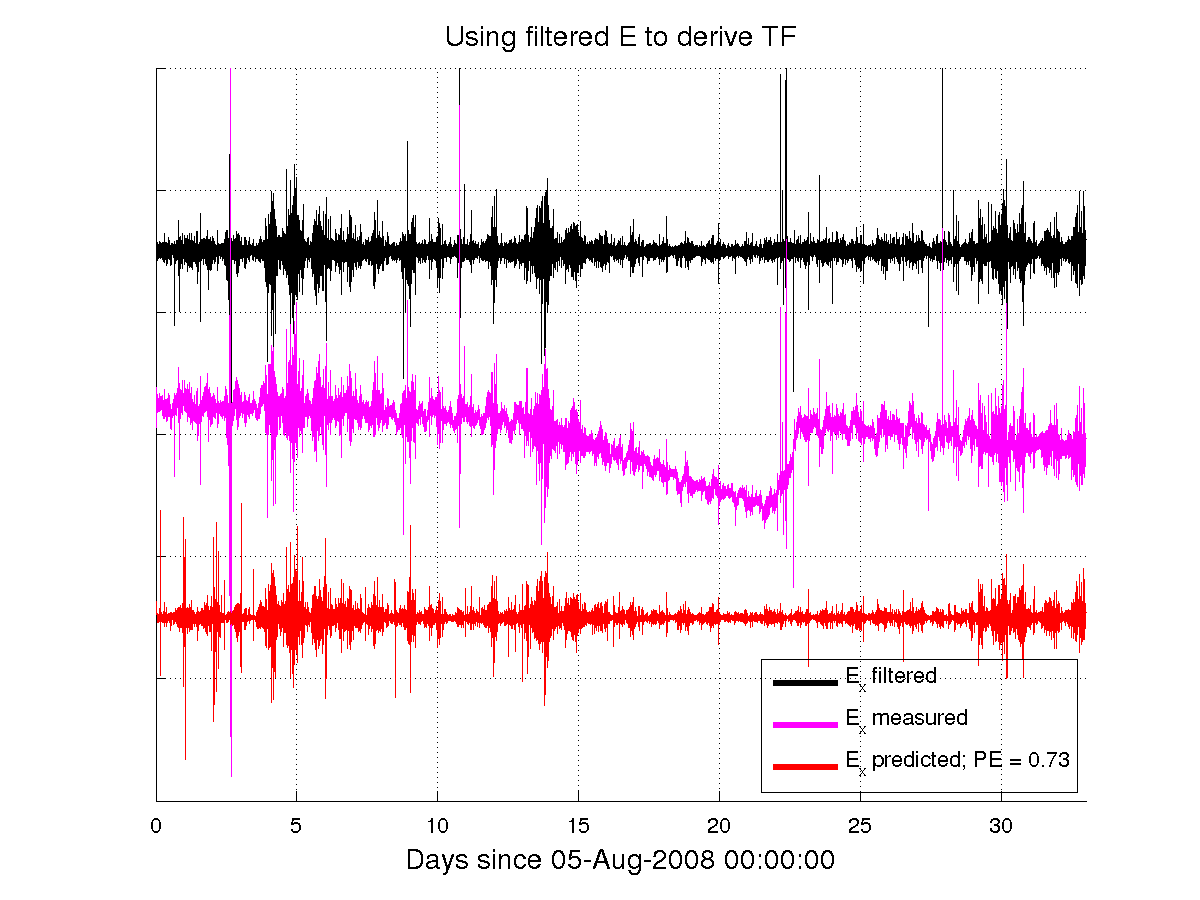 Using filtered E to derive TF
Ex filtered
Ex measured
Ex predicted; PE = 0.73
0 5 10 15 20 25 30
Days since 05-Aug-2008 00:00:00